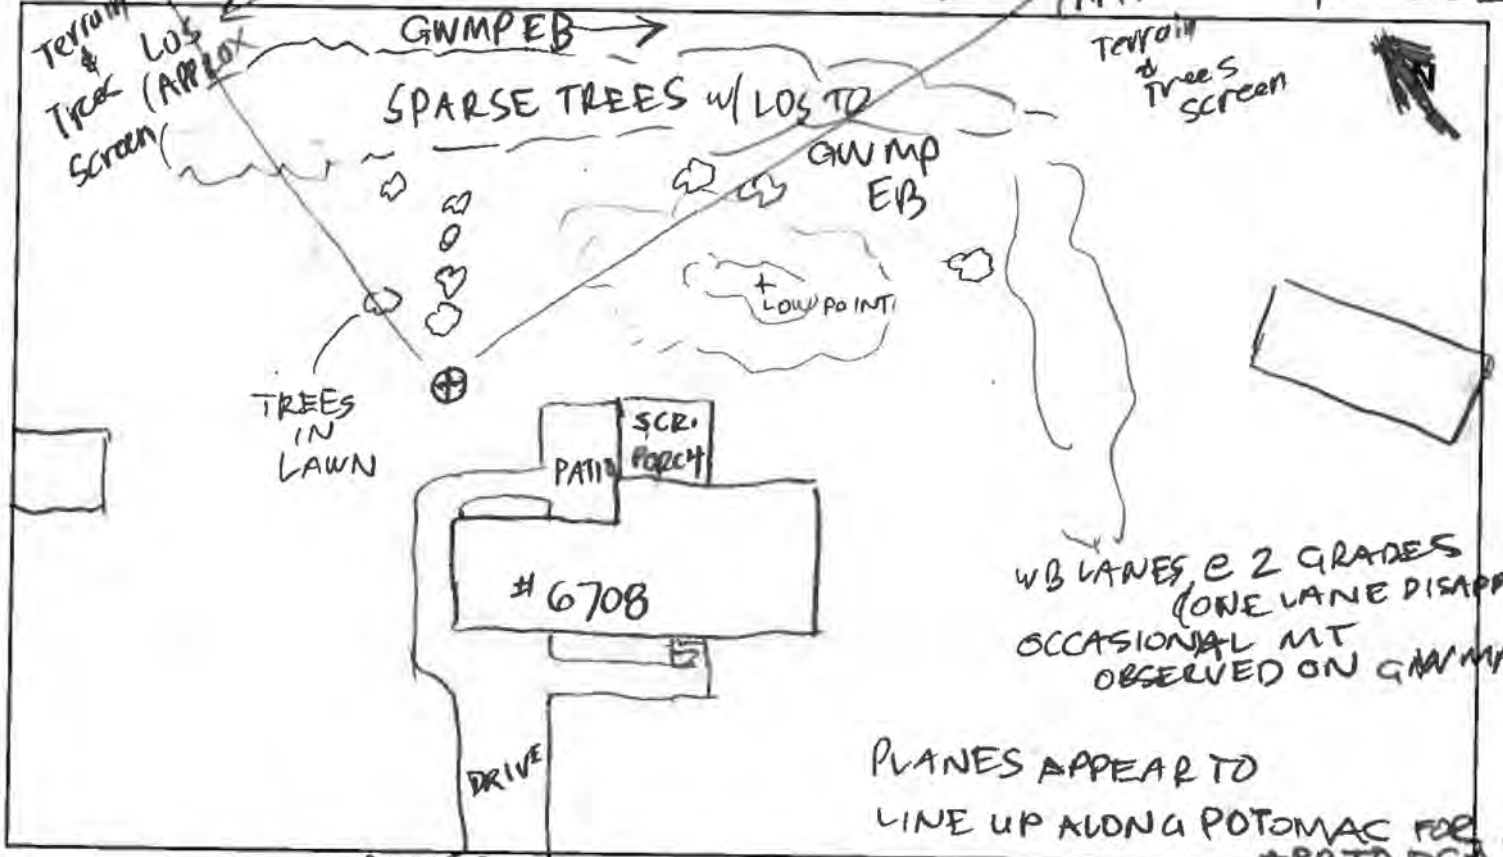 Terrain
&
Trees
Screen
LOS
(APPROX
GWMP EB
Terrain
&
Trees
Screen
SPARSE TREES w/ LOS TO
GWMP
EB
+
LOW POINT
TREES
IN
LAWN
PATIO
SCR.
PORCH
# 6708
DRIVE
WB LANES @ 2 GRADES
(ONE LANE DISAPP
OCCASIONAL MT
OBSERVED ON GWMP
PLANES APPEAR TO
LINE UP ALONG POTOMAC FOR